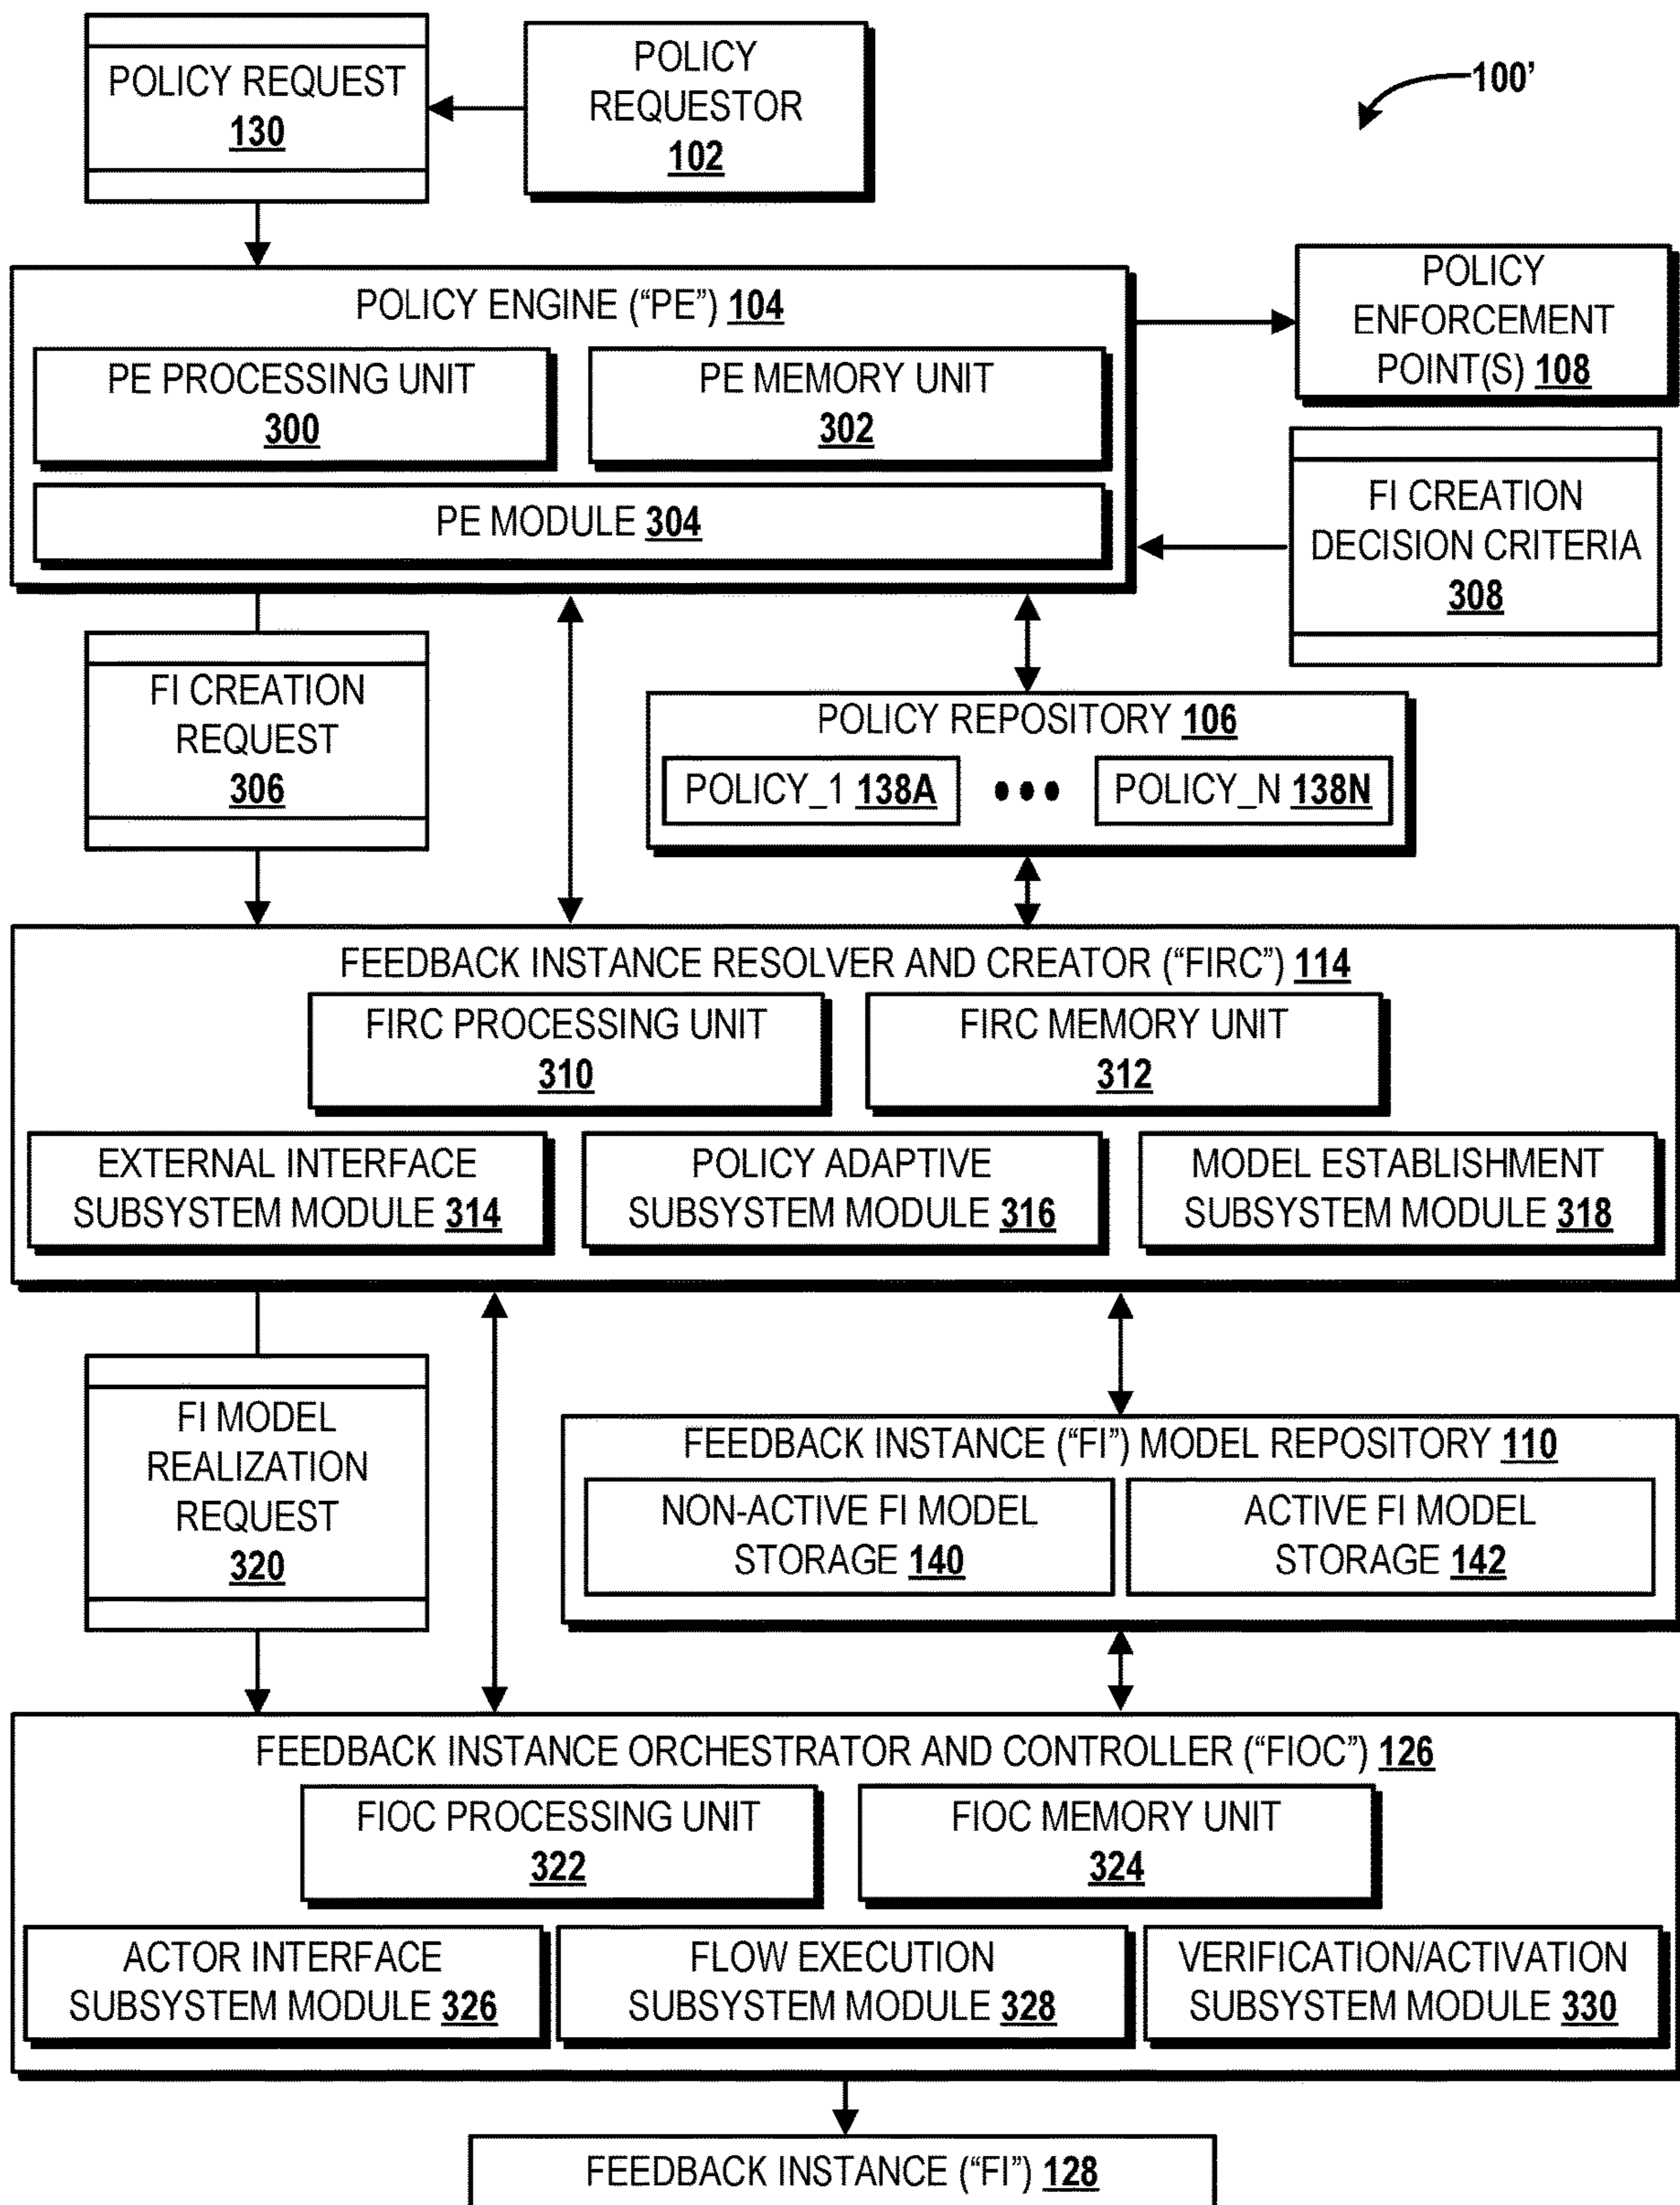 POLICY REQUEST
130
POLICY
REQUESTOR
102
100’
POLICY ENGINE (“PE”) 104
PE PROCESSING UNIT
300
PE MEMORY UNIT
302
PE MODULE 304
POLICY
ENFORCEMENT
POINT(S) 108
FI CREATION
DECISION CRITERIA
308
FI CREATION
REQUEST
306
POLICY REPOSITORY 106
POLICY_1 138A
POLICY_N 138N
FEEDBACK INSTANCE RESOLVER AND CREATOR (“FIRC”) 114
FIRC PROCESSING UNIT
310
FIRC MEMORY UNIT
312
EXTERNAL INTERFACE
SUBSYSTEM MODULE 314
POLICY ADAPTIVE
SUBSYSTEM MODULE 316
MODEL ESTABLISHMENT
SUBSYSTEM MODULE 318
FI MODEL
REALIZATION
REQUEST
320
FEEDBACK INSTANCE (“FI”) MODEL REPOSITORY 110
NON-ACTIVE FI MODEL
STORAGE 140
ACTIVE FI MODEL
STORAGE 142
FEEDBACK INSTANCE ORCHESTRATOR AND CONTROLLER (“FIOC”) 126
FIOC PROCESSING UNIT
322
FIOC MEMORY UNIT
324
ACTOR INTERFACE
SUBSYSTEM MODULE 326
FLOW EXECUTION
SUBSYSTEM MODULE 328
VERIFICATION/ACTIVATION
SUBSYSTEM MODULE 330
FEEDBACK INSTANCE (“FI”) 128